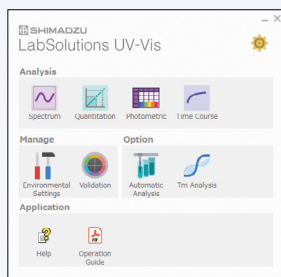 SHIMADZU
LabSolutions UV-Vis
Analysis
Spectrum Quantitation Photometric Time Course
Manage Option
Environmental Settings Validation Automatic Analysis Tm Analysis
Application
PDF
Help Operation Guide